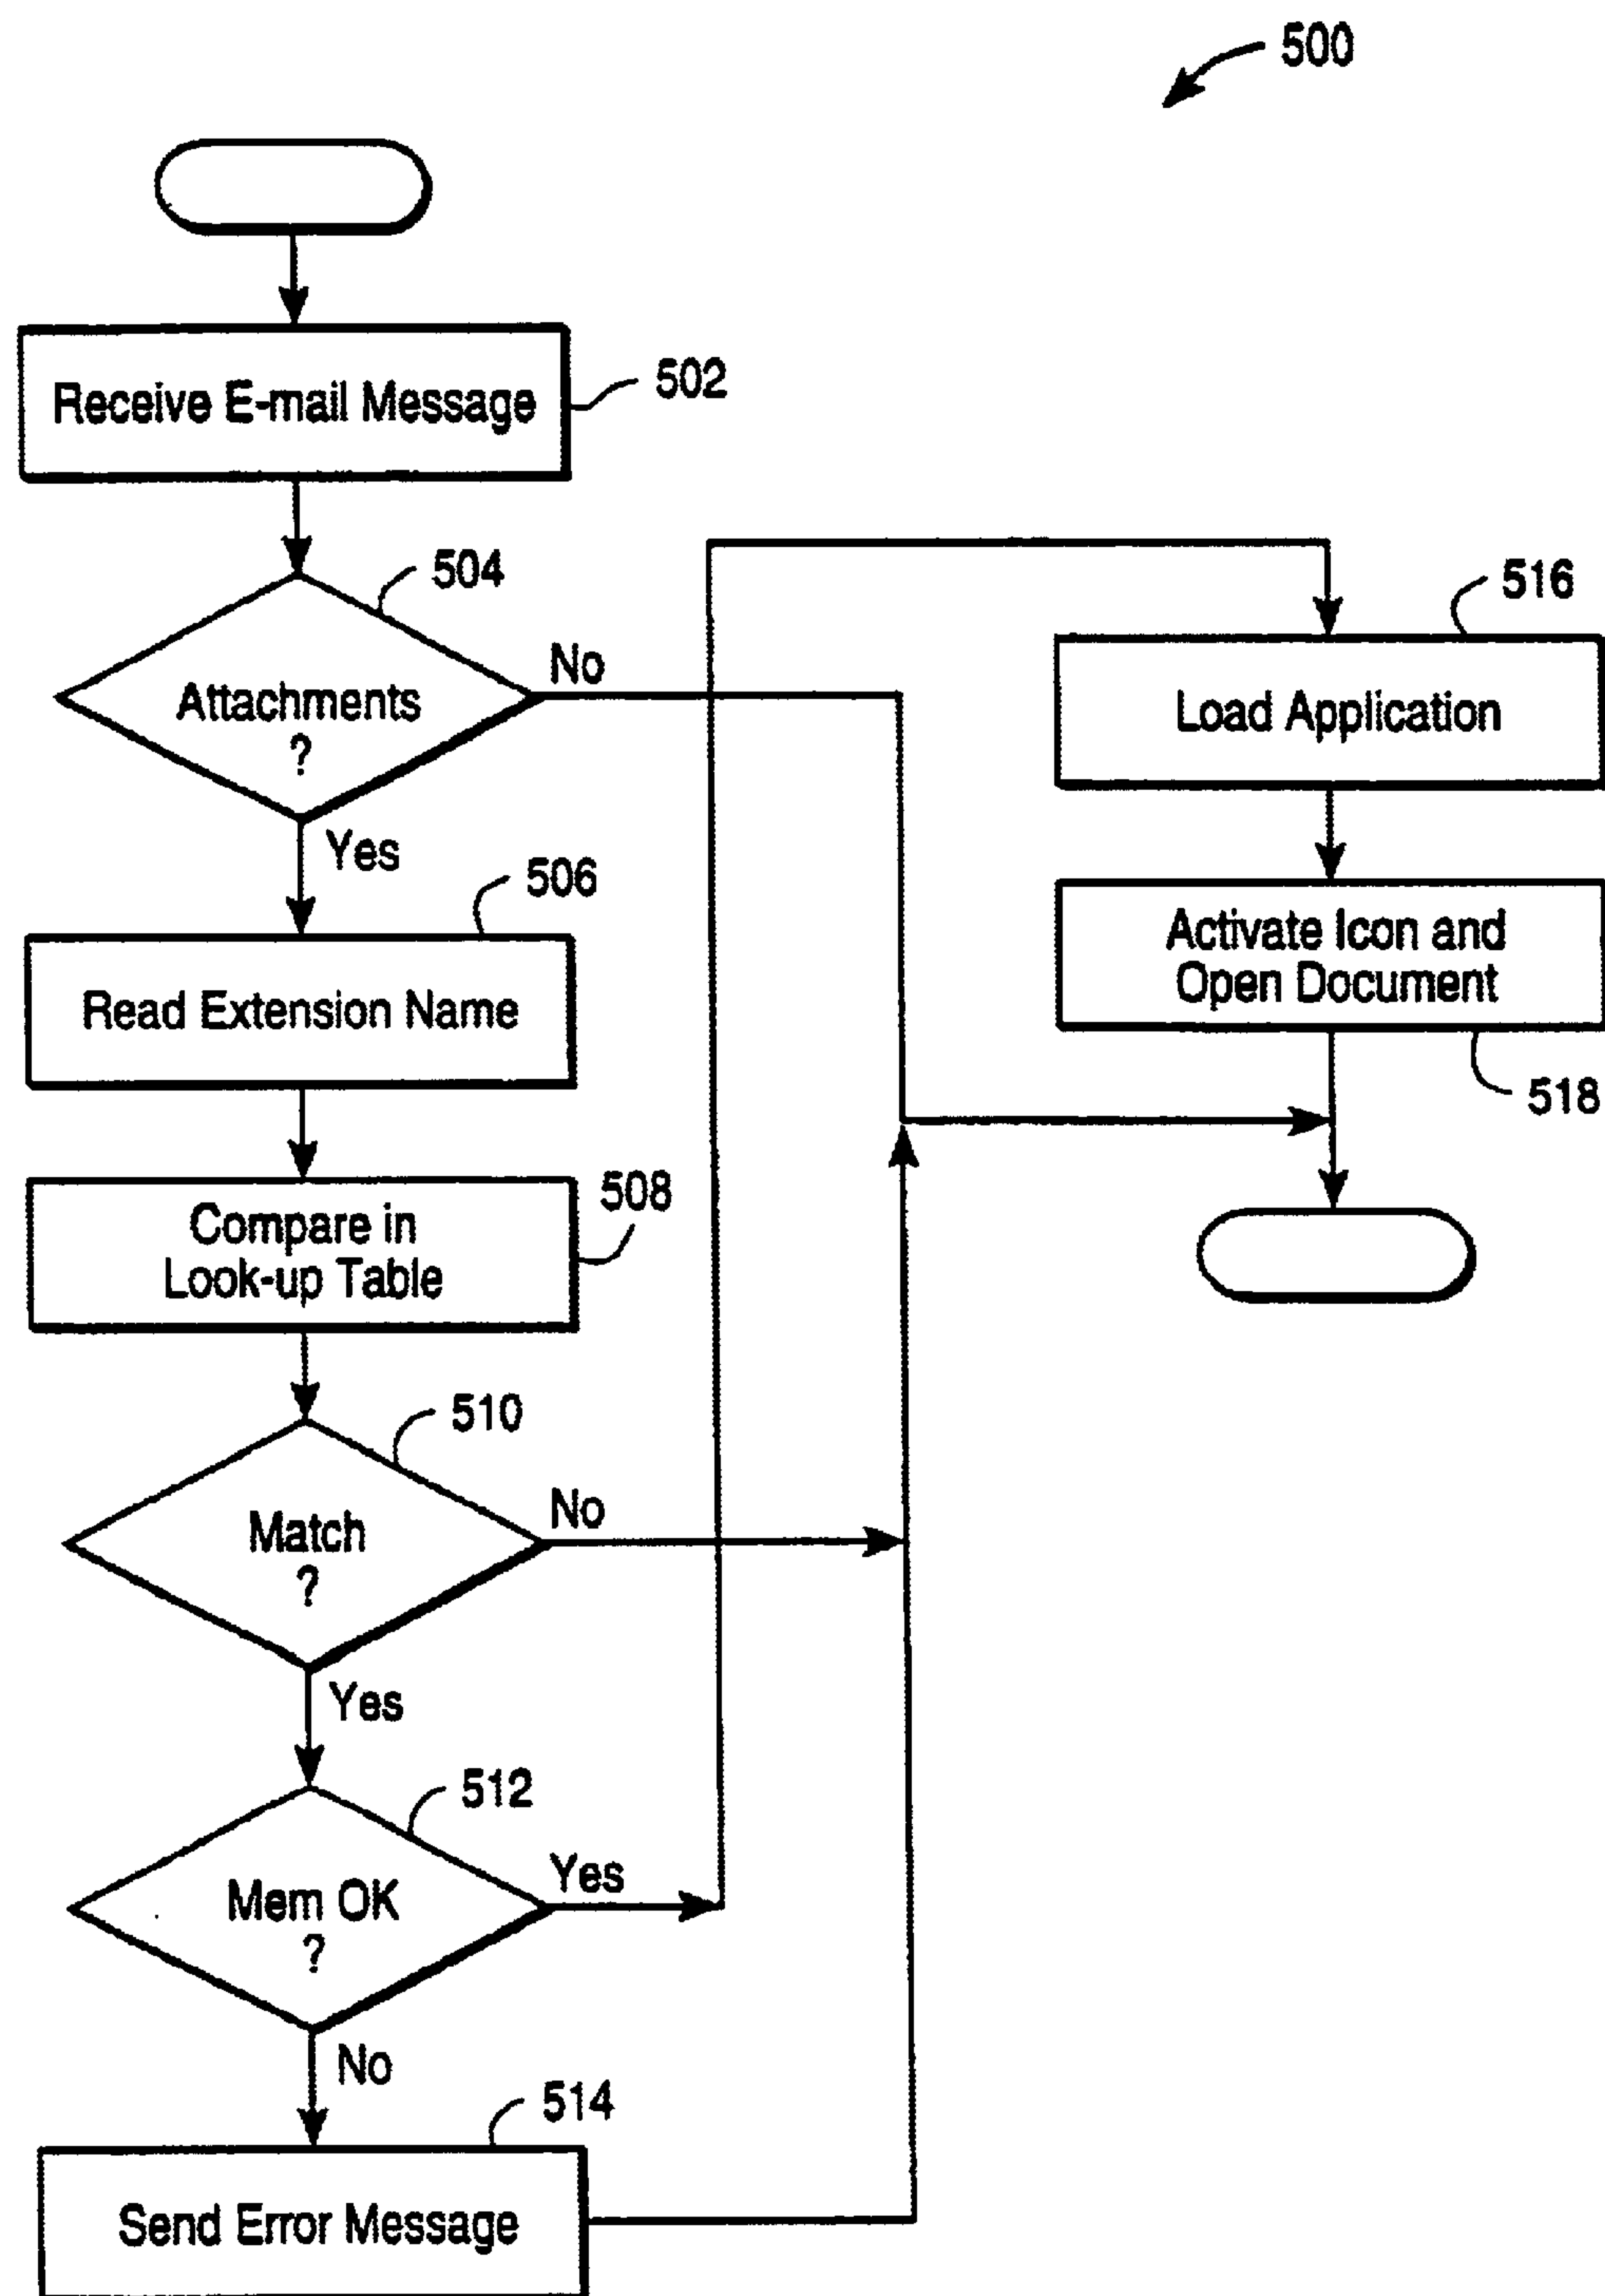 500
Receive E-mail Message
502
504
Attachments
?
No
Yes
506
Read Extension Name
508
Compare in
Look-up Table
510
Match
?
No
Yes
512
Mem OK
?
Yes
No
514
Send Error Message
516
Load Application
Activate Icon and
Open Document
518